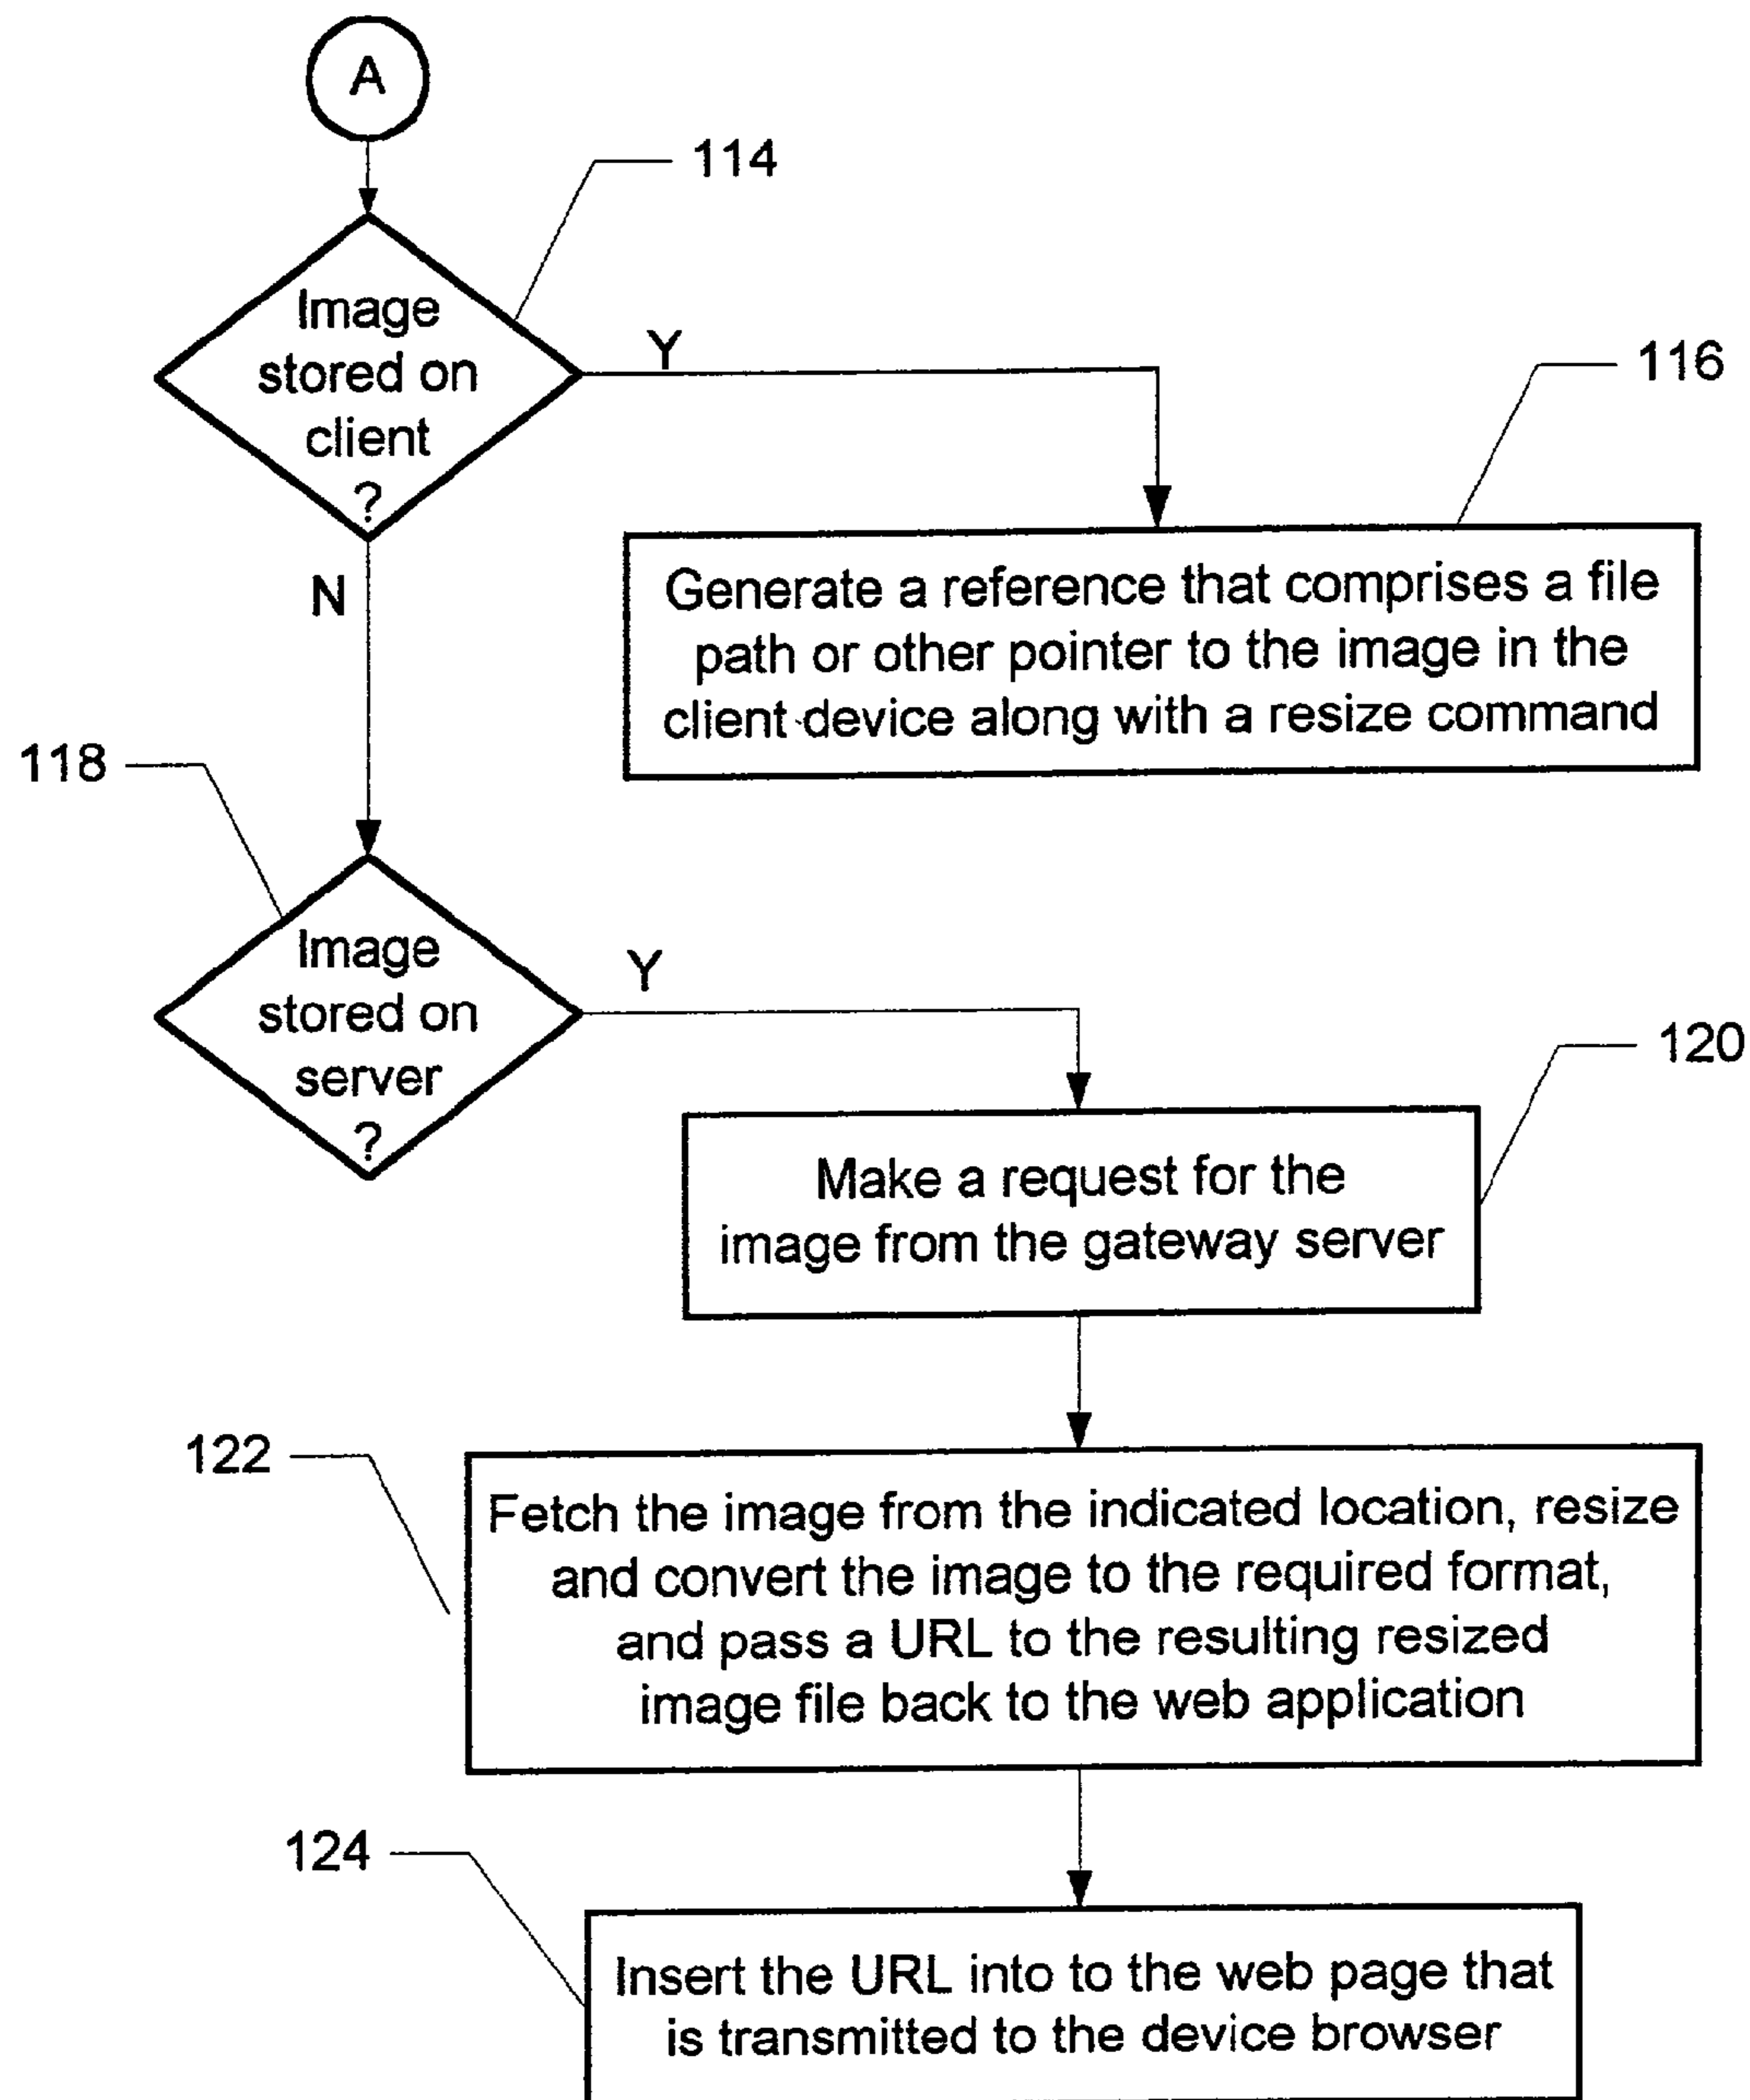 A
114
Image
stored on
client
?
Y
116
Generate a reference that comprises a file
path or other pointer to the image in the
client device along with a resize command
N
118
Image
stored on
server
?
Y
120
Make a request for the
image from the gateway server
122
Fetch the image from the indicated location, resize
and convert the image to the required format,
and pass a URL to the resulting resized
image file back to the web application
124
Insert the URL into to the web page that
is transmitted to the device browser